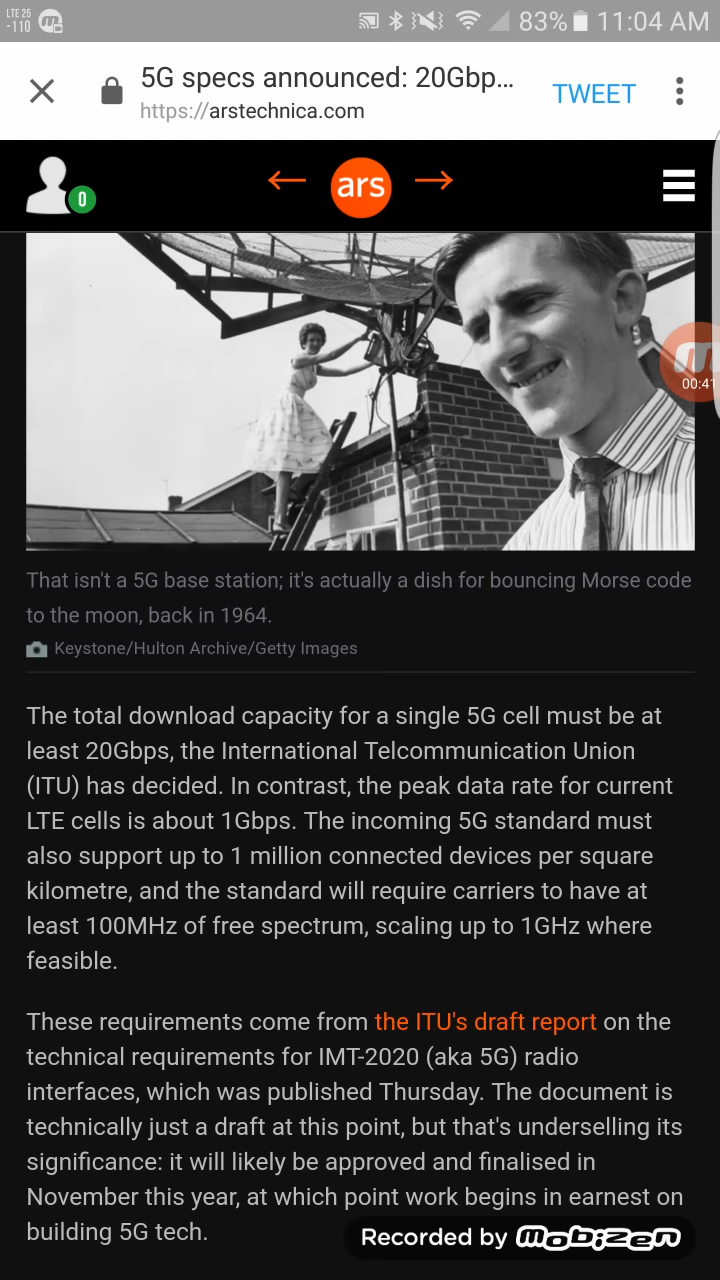 LTE 25
-110
83% 11:04 AM
5G specs announced: 20Gbp...
TWEET
https://arstechnica.com
0
ars
00:41
That isn't a 5G base station; it's actually a dish for bouncing Morse code
to the moon, back in 1964.
Keystone/Hulton Archive/Getty Images
The total download capacity for a single 5G cell must be at
least 20Gbps, the International Telcommunication Union
(ITU) has decided. In contrast, the peak data rate for current
LTE cells is about 1Gbps. The incoming 5G standard must
also support up to 1 million connected devices per square
kilometre, and the standard will require carriers to have at
least 100MHz of free spectrum, scaling up to 1GHz where
feasible.
These requirements come from the ITU's draft report on the
technical requirements for IMT-2020 (aka 5G) radio
interfaces, which was published Thursday. The document is
technically just a draft at this point, but that's underselling its
significance: it will likely be approved and finalised in
November this year, at which point work begins in earnest on
building 5G tech.
Recorded by mobizen